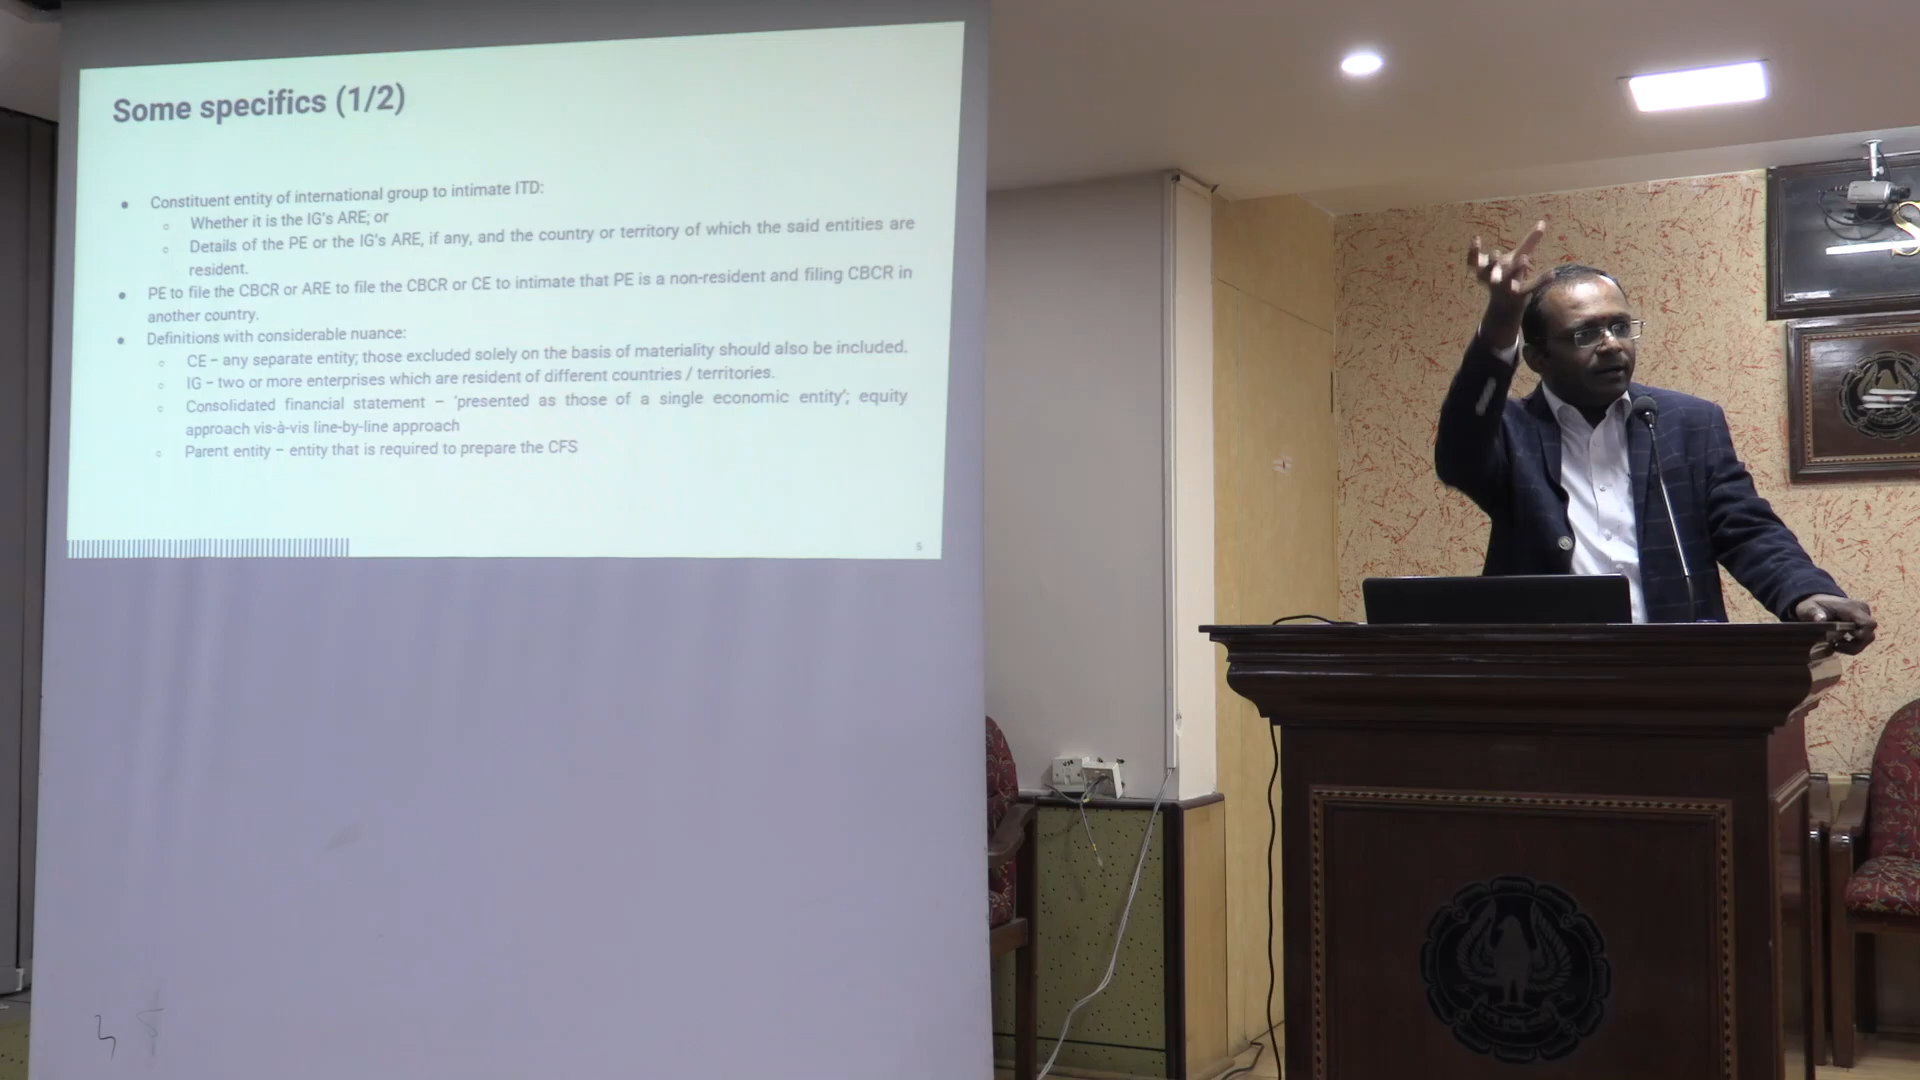 Some specifics (1/2)
● Constituent entity of international group to intimate ITD:
○ Whether it is the IG's ARE; or
○ Details of the PE or the IG's ARE, if any, and the country or territory of which the said entities are
resident.
● PE to file the CBCR or ARE to file the CBCR or CE to intimate that PE is a non-resident and filing CBCR in
another country.
● Definitions with considerable nuance:
○ CE – any separate entity; those excluded solely on the basis of materiality should also be included.
○ IG – two or more enterprises which are resident of different countries / territories.
○ Consolidated financial statement – 'presented as those of a single economic entity'; equity
approach vis-à-vis line-by-line approach
○ Parent entity – entity that is required to prepare the CFS
5